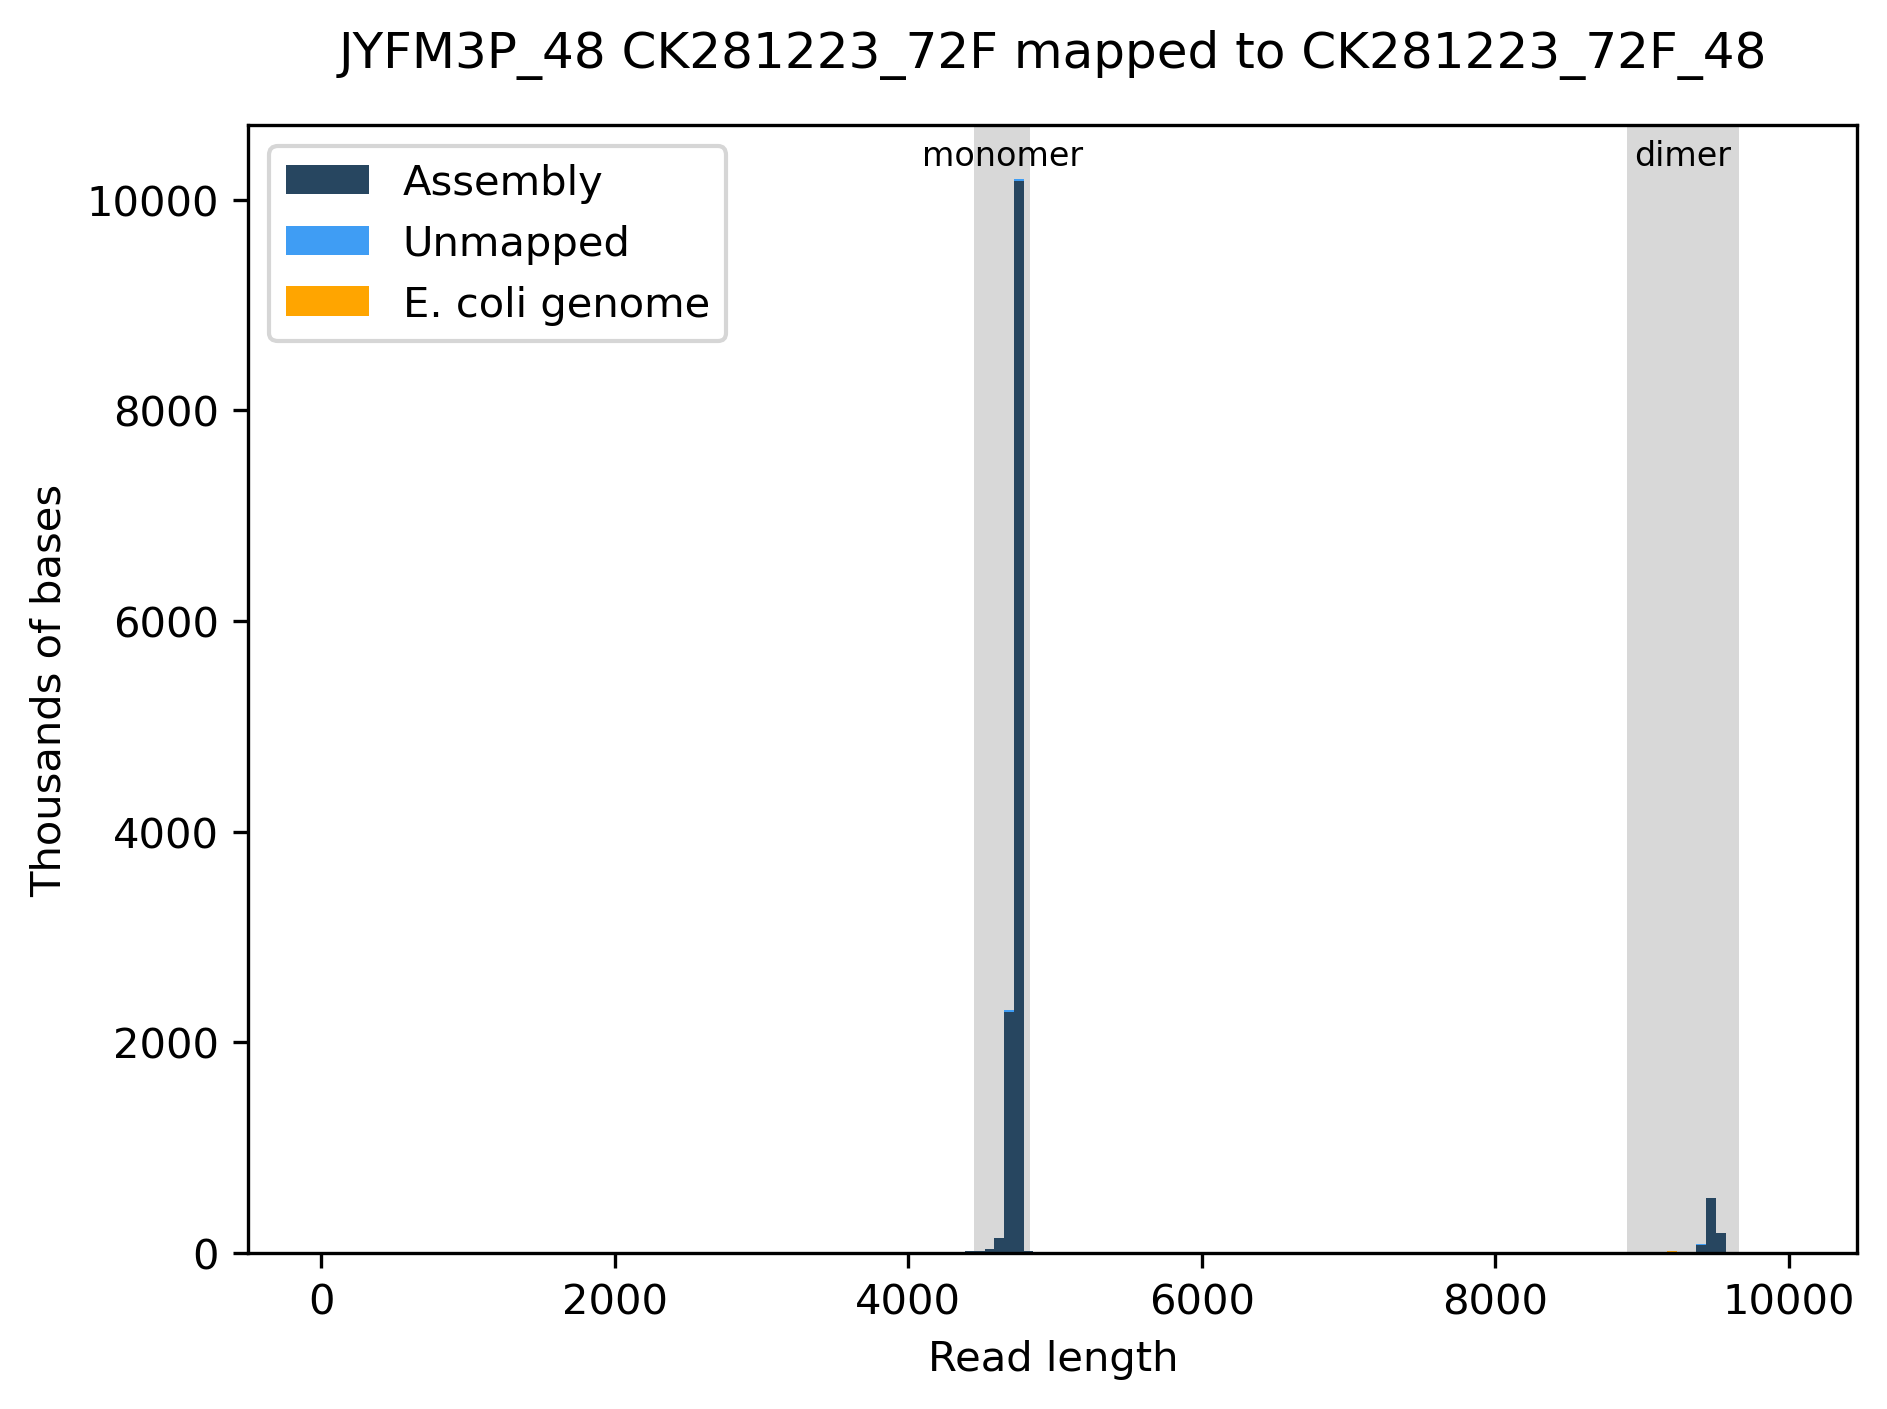 JYFM3P_48 CK281223_72F mapped to CK281223_72F_48
Assembly
Unmapped
E. coli genome
monomer
dimer
10000
8000
6000
4000
2000
0
Thousands of bases
0 2000 4000 6000 8000 10000
Read length